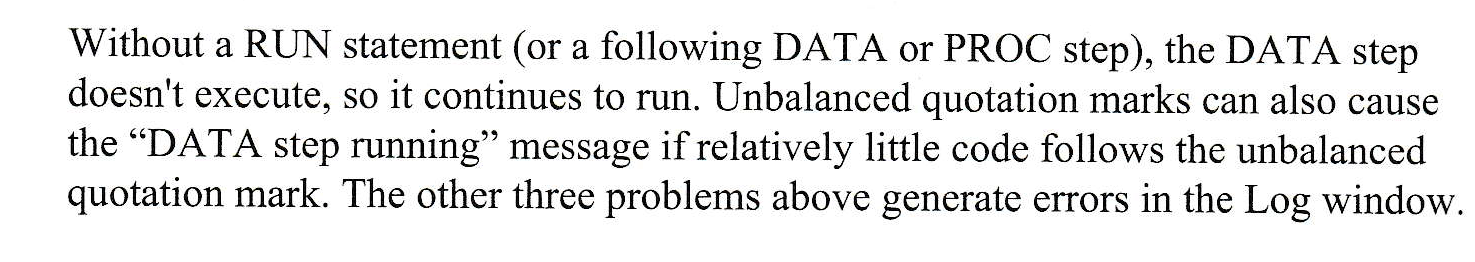 Without a RUN statement (or a following DATA or PROC step), the DATA step
doesn't execute, so it continues to run. Unbalanced quotation marks can also cause
the “DATA step running” message if relatively little code follows the unbalanced
quotation mark. The other three problems above generate errors in the Log window.